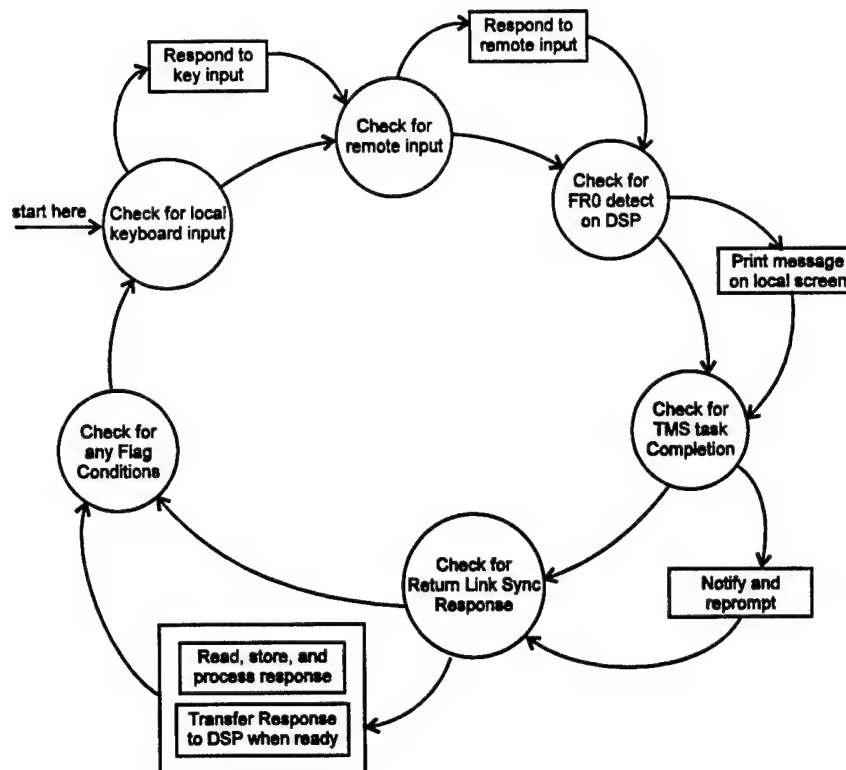 Respond to
key input
Respond to
remote input
Check for
remote input
Check for
FR0 detect
on DSP
start here
Check for local
keyboard input
Print message
on local screen
Check for
TMS task
Completion
Check for
any Flag
Conditions
Check for
Return Link Sync
Response
Notify and
reprompt
Read, store, and
process response
Transfer Response
to DSP when ready